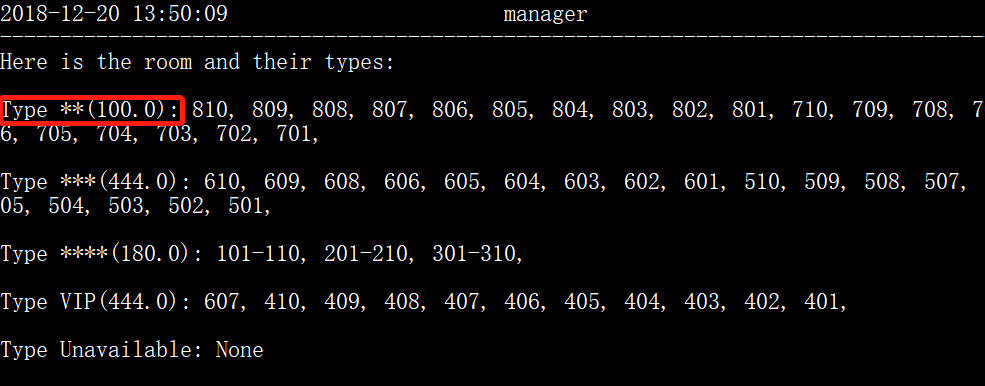 2018-12-20 13:50:09 manager
--------------------------------------------------------------------------------
Here is the room and their types:
Type **(100.0): 810, 809, 808, 807, 806, 805, 804, 803, 802, 801, 710, 709, 708, 7
6, 705, 704, 703, 702, 701,
Type ***(444.0): 610, 609, 608, 606, 605, 604, 603, 602, 601, 510, 509, 508, 507,
05, 504, 503, 502, 501,
Type ****(180.0): 101-110, 201-210, 301-310,
Type VIP(444.0): 607, 410, 409, 408, 407, 406, 405, 404, 403, 402, 401,
Type Unavailable: None